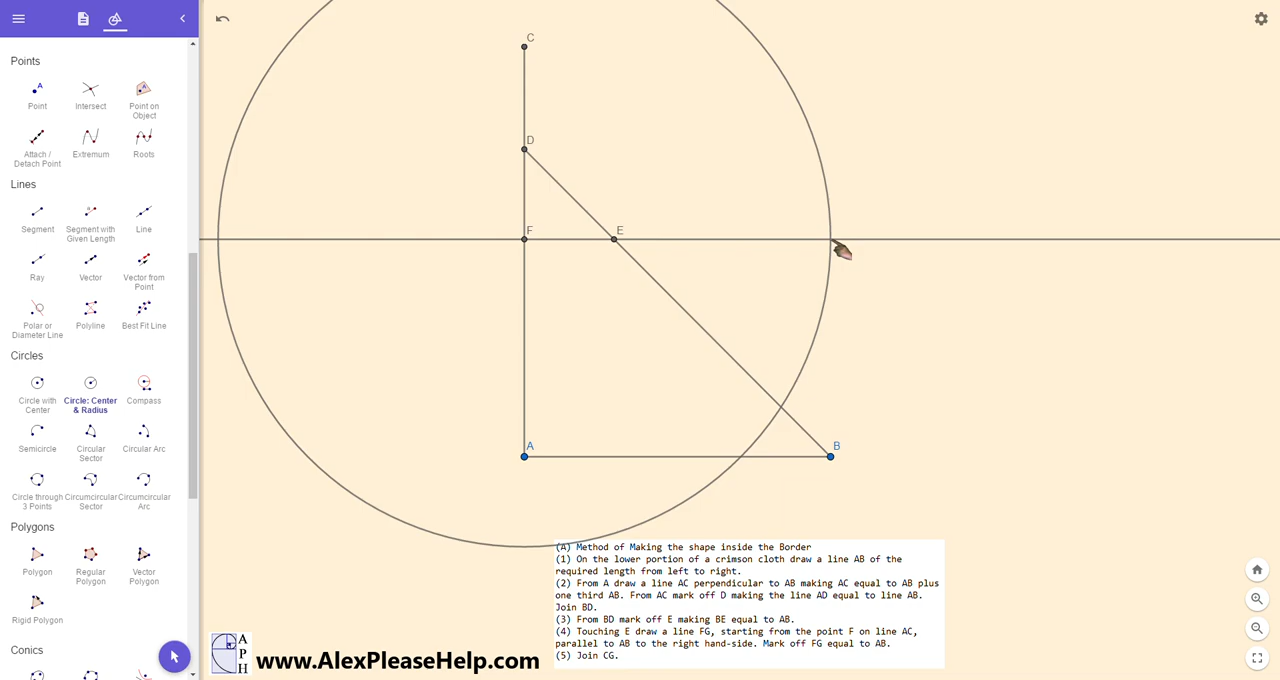 Points
Point
Intersect
Point on
Object
Attach /
Detach Point
Extremum
Roots
Lines
Segment
Segment with
Given Length
Line
Ray
Vector
Vector from
Point
Polar or
Diameter Line
Polyline
Best Fit Line
Circles
Circle with
Center
Circle: Center
& Radius
Compass
Semicircle
Circular
Sector
Circular Arc
Circle through
3 Points
Circumcircular
Sector
Circumcircular
Arc
Polygons
Polygon
Regular
Polygon
Vector
Polygon
Rigid Polygon
Conics
C
D
F
E
A
B
(A) Method of Making the shape inside the Border
(1) On the lower portion of a crimson cloth draw a line AB of the
required length from left to right.
(2) From A draw a line AC perpendicular to AB making AC equal to AB plus
one third AB. From AC mark off D making the line AD equal to line AB.
Join BD.
(3) From BD mark off E making BE equal to AB.
(4) Touching E draw a line FG, starting from the point F on line AC,
parallel to AB to the right hand-side. Mark off FG equal to AB.
(5) Join CG.
A
P
H
www.AlexPleaseHelp.com